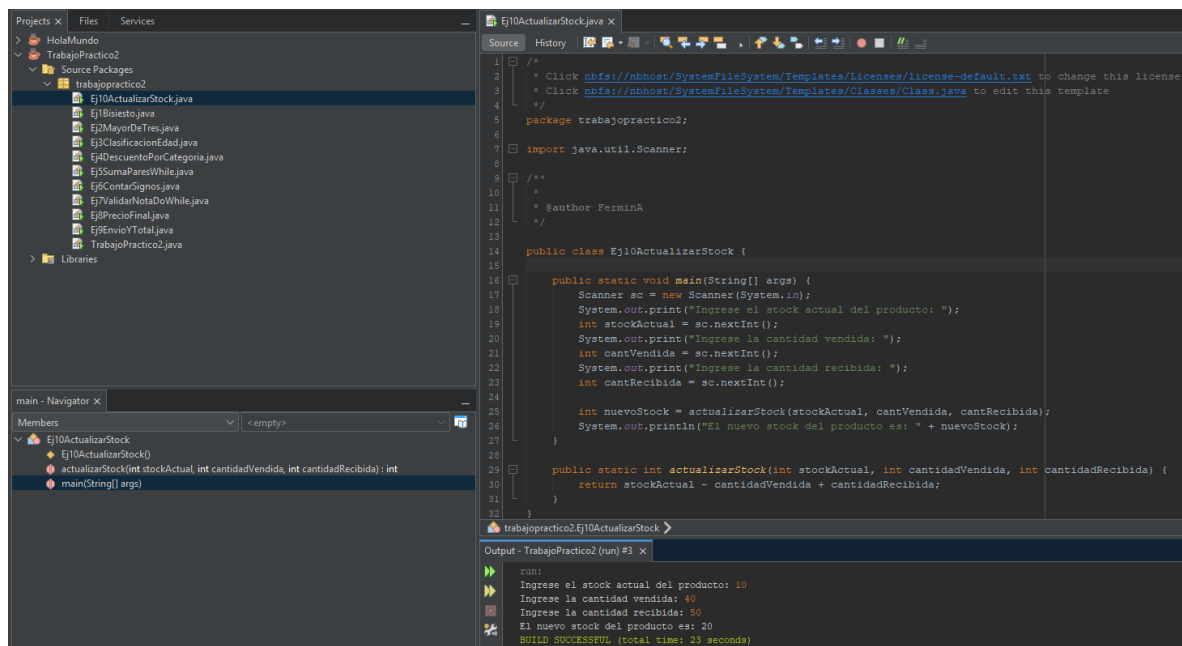 Projects × Files Services
HolaMundo
TrabajoPractico2
Source Packages
trabajopractico2
Ej10ActualizarStock.java
Ej1Bisiesto.java
Ej2MayorDeTres.java
Ej3ClasificacionEdad.java
Ej4DescuentoPorCategoria.java
Ej5SumaParesWhile.java
Ej6ContarSignos.java
Ej7ValidarNotaDoWhile.java
Ej8PrecioFinal.java
Ej9EnvioYTotal.java
TrabajoPractico2.java
Libraries
main - Navigator ×
Members <empty>
Ej10ActualizarStock
Ej10ActualizarStock()
actualizarStock(int stockActual, int cantidadVendida, int cantidadRecibida) : int
main(String[] args)
Ej10ActualizarStock.java ×
Source History
1 /*
2 * Click nbfs://nbhost/SystemFileSystem/Templates/Licenses/license-default.txt to change this license
3 * Click nbfs://nbhost/SystemFileSystem/Templates/Classes/Class.java to edit this template
4 */
5 package trabajopractico2;
6
7 import java.util.Scanner;
8
9 /**
10 *
11 * @author FerminA
12 */
13
14 public class Ej10ActualizarStock {
15
16 public static void main(String[] args) {
17 Scanner sc = new Scanner(System.in);
18 System.out.print("Ingrese el stock actual del producto: ");
19 int stockActual = sc.nextInt();
20 System.out.print("Ingrese la cantidad vendida: ");
21 int cantVendida = sc.nextInt();
22 System.out.print("Ingrese la cantidad recibida: ");
23 int cantRecibida = sc.nextInt();
24
25 int nuevoStock = actualizarStock(stockActual, cantVendida, cantRecibida);
26 System.out.println("El nuevo stock del producto es: " + nuevoStock);
27 }
28
29 public static int actualizarStock(int stockActual, int cantidadVendida, int cantidadRecibida) {
30 return stockActual - cantidadVendida + cantidadRecibida;
31 }
32 }
trabajopractico2.Ej10ActualizarStock
Output - TrabajoPractico2 (run) #3 ×
run:
Ingrese el stock actual del producto: 10
Ingrese la cantidad vendida: 40
Ingrese la cantidad recibida: 50
El nuevo stock del producto es: 20
BUILD SUCCESSFUL (total time: 23 seconds)